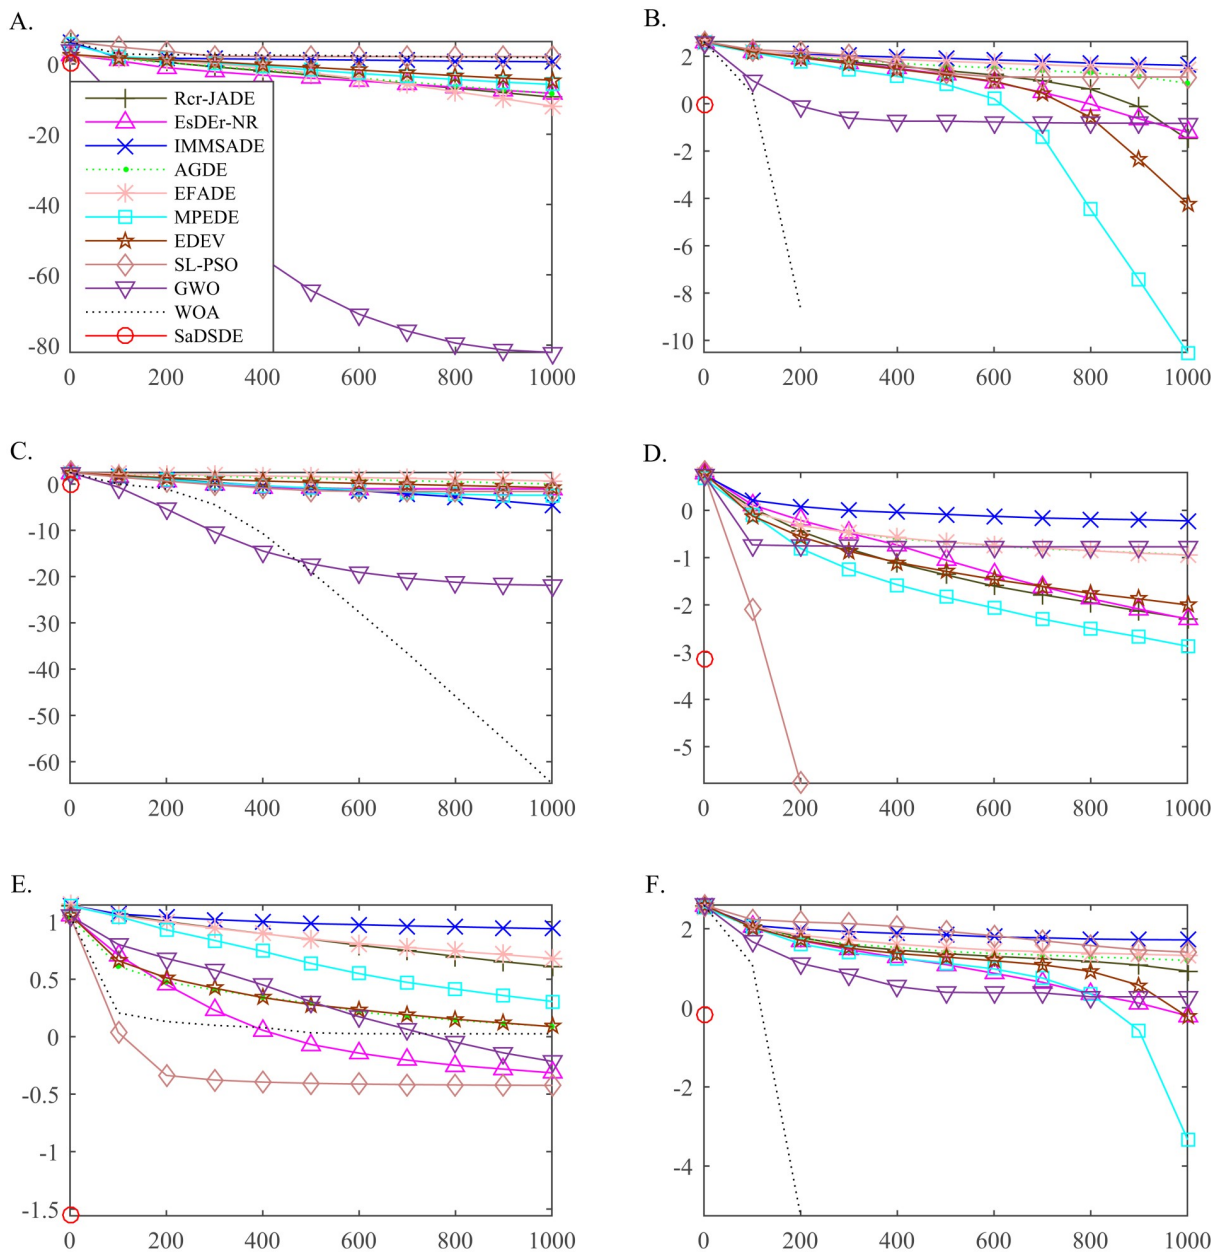 A.
0
-20
-40
-60
-80
Rcr-JADE
EsDEr-NR
IMMSADE
AGDE
EFADE
MPEDE
EDEV
SL-PSO
GWO
WOA
SaDSDE
0 200 400 600 800 1000
B.
2
0
-2
-4
-6
-8
-10
0 200 400 600 800 1000
C.
0
-10
-20
-30
-40
-50
-60
0 200 400 600 800 1000
D.
0
-1
-2
-3
-4
-5
0 200 400 600 800 1000
E.
1
0.5
0
-0.5
-1
-1.5
0 200 400 600 800 1000
F.
2
0
-2
-4
0 200 400 600 800 1000